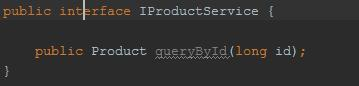 public interface IProductService {
public Product queryById(long id);
}